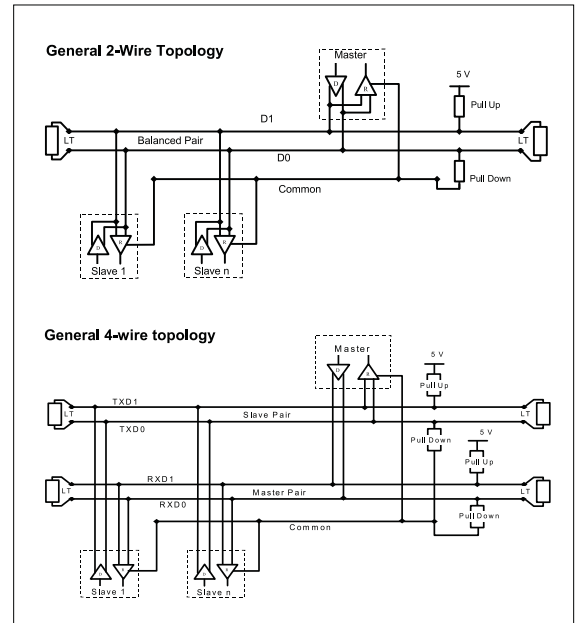 General 2-Wire Topology
Master
D
R
5 V
Pull Up
D1
LT
Balanced Pair
LT
D0
Pull Down
Common
D
R
D
R
Slave 1
Slave n
General 4-wire topology
Master
D
R
5 V
Pull Up
TXD1
LT
Slave Pair
LT
TXD0
Pull Down
5 V
Pull Up
RXD1
LT
Master Pair
LT
RXD0
Pull Down
Common
D
R
D
R
Slave 1
Slave n